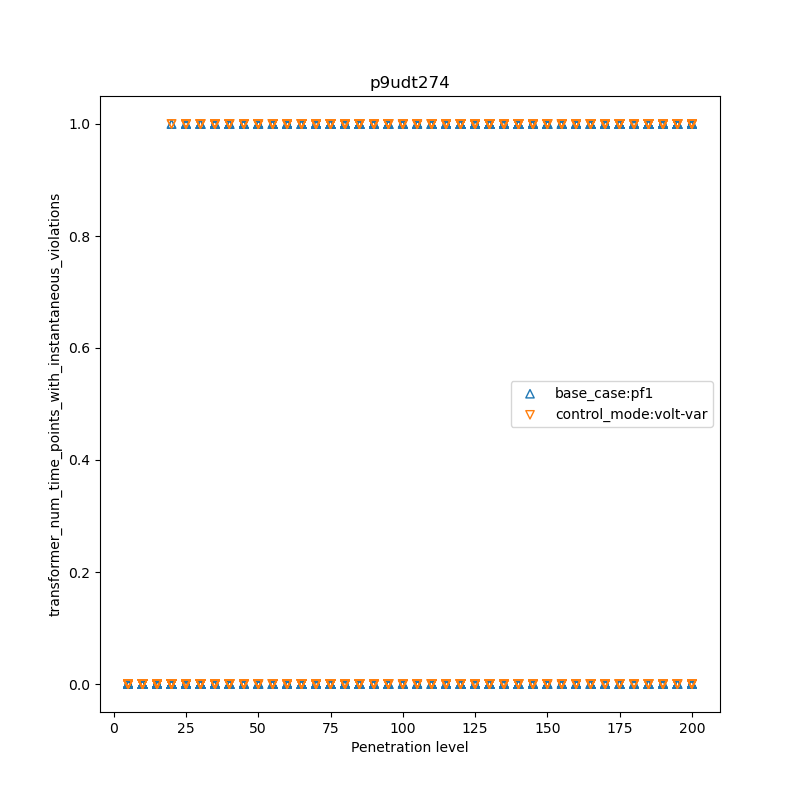 p9udt274
transformer_num_time_points_with_instantaneous_violations
1.0
0.8
0.6
0.4
0.2
0.0
base_case:pf1
control_mode:volt-var
0 25 50 75 100 125 150 175 200
Penetration level